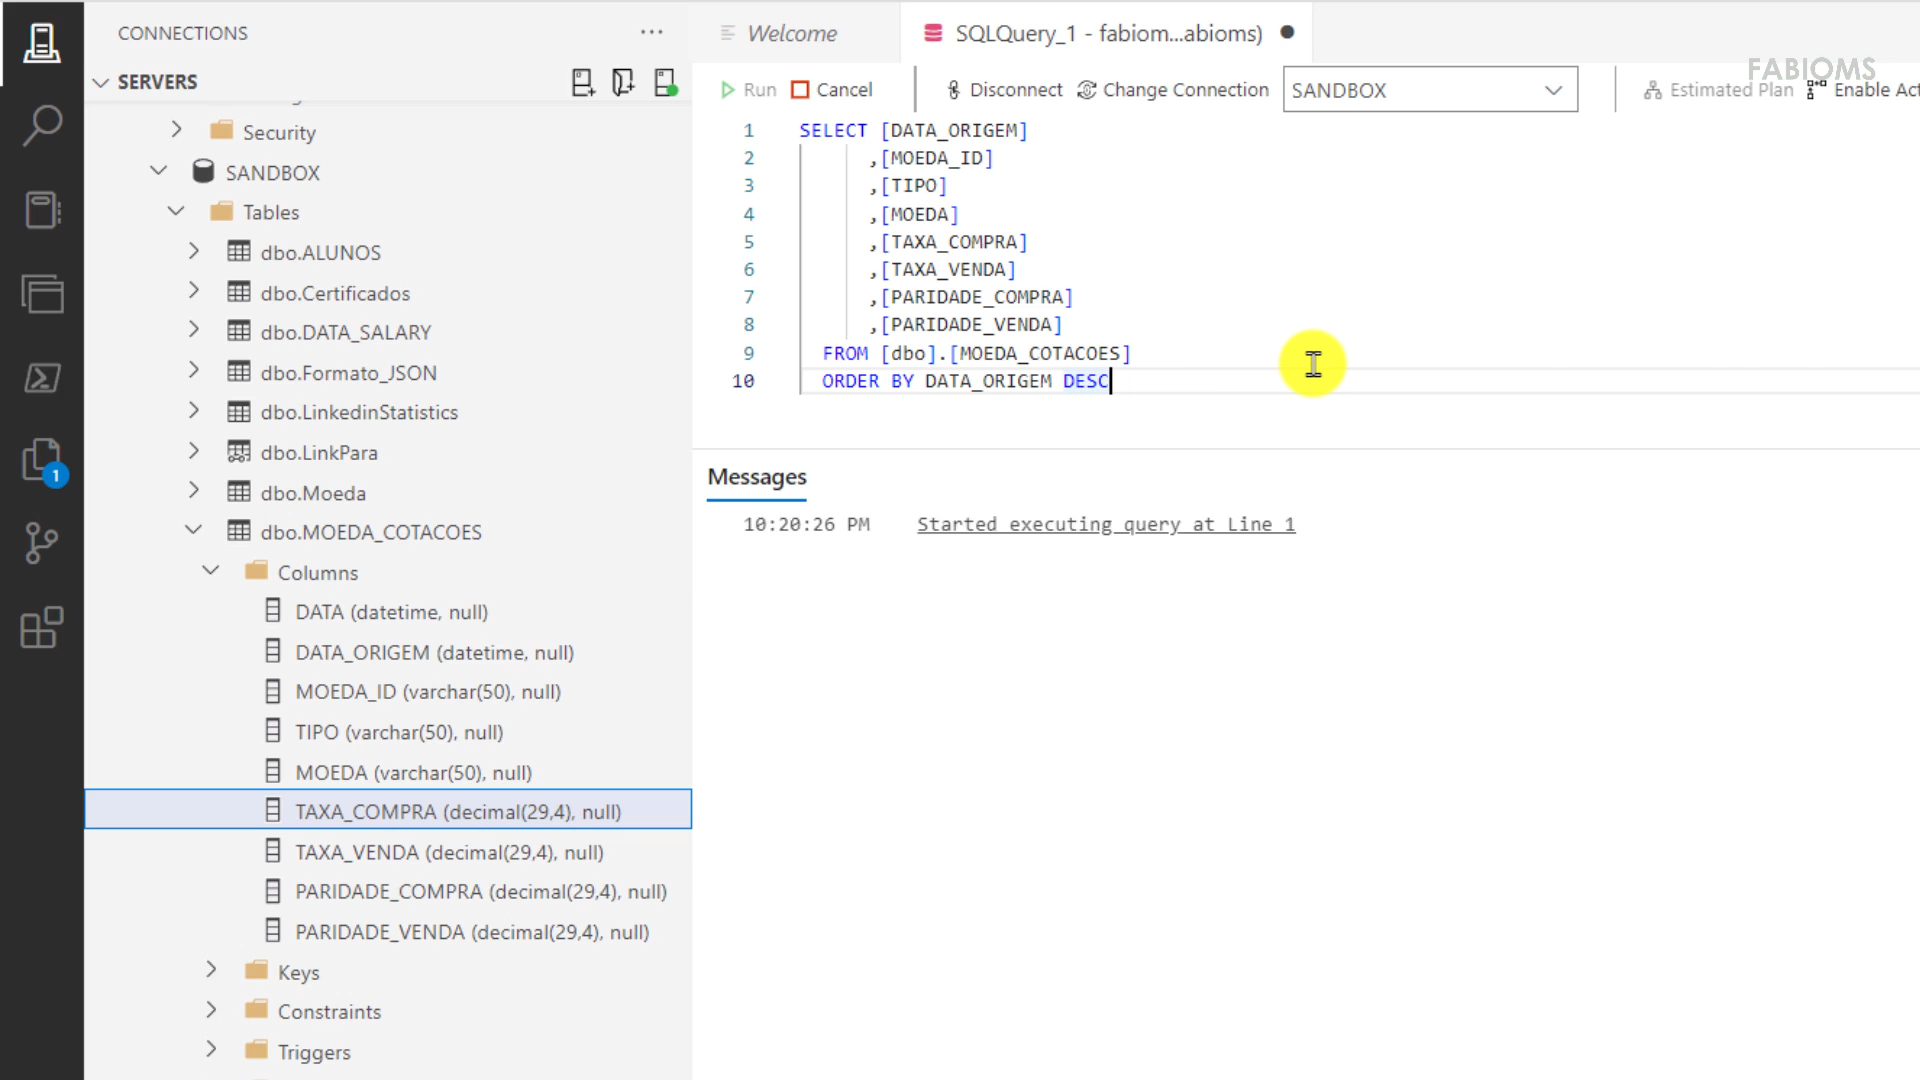 CONNECTIONS
SERVERS
Security
SANDBOX
Tables
dbo.ALUNOS
dbo.Certificados
dbo.DATA_SALARY
dbo.Formato_JSON
dbo.LinkedinStatistics
dbo.LinkPara
dbo.Moeda
dbo.MOEDA_COTACOES
Columns
DATA (datetime, null)
DATA_ORIGEM (datetime, null)
MOEDA_ID (varchar(50), null)
TIPO (varchar(50), null)
MOEDA (varchar(50), null)
TAXA_COMPRA (decimal(29,4), null)
TAXA_VENDA (decimal(29,4), null)
PARIDADE_COMPRA (decimal(29,4), null)
PARIDADE_VENDA (decimal(29,4), null)
Keys
Constraints
Triggers
1
Welcome
SQLQuery_1 - fabiom...abioms)
FABIOMS
Run Cancel Disconnect Change Connection SANDBOX Estimated Plan Enable Act
1 SELECT [DATA_ORIGEM]
2 ,[MOEDA_ID]
3 ,[TIPO]
4 ,[MOEDA]
5 ,[TAXA_COMPRA]
6 ,[TAXA_VENDA]
7 ,[PARIDADE_COMPRA]
8 ,[PARIDADE_VENDA]
9 FROM [dbo].[MOEDA_COTACOES]
10 ORDER BY DATA_ORIGEM DESC
Messages
10:20:26 PM Started executing query at Line 1